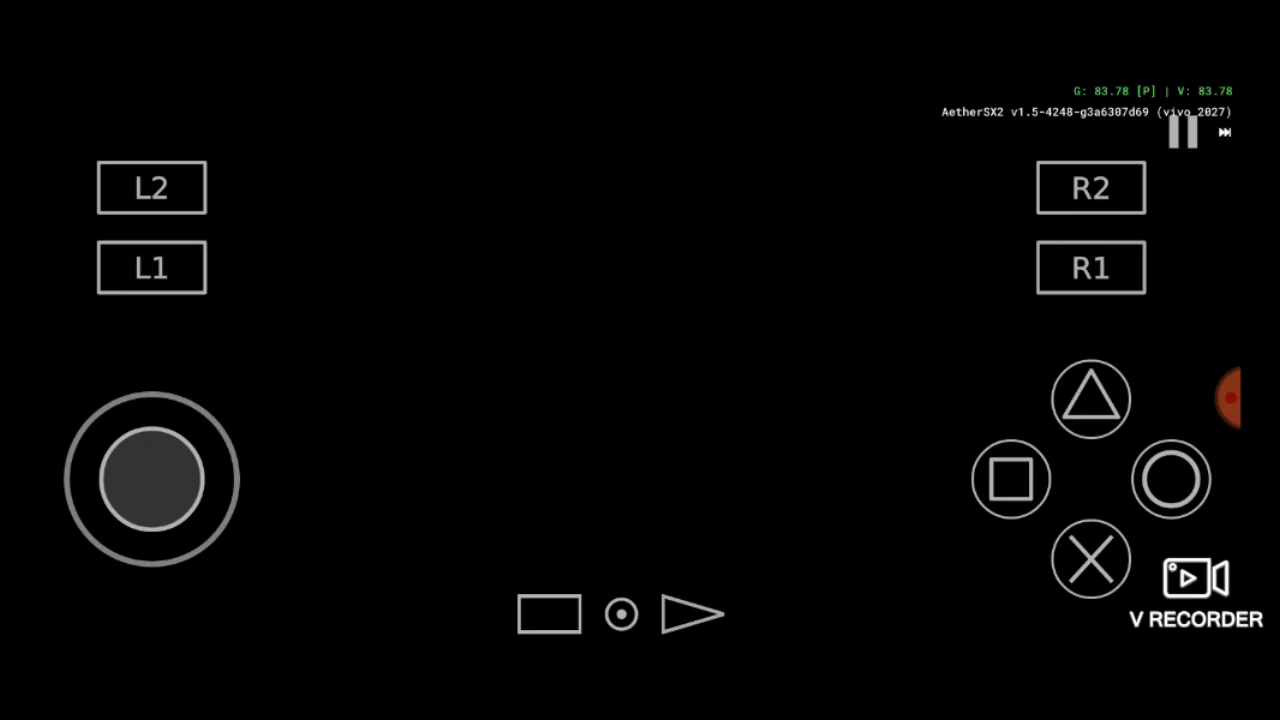 G: 83.78 [P] | V: 83.78
AetherSX2 v1.5-4248-g3a6307d69 (vivo 2027)
L2
R2
L1
R1
V RECORDER